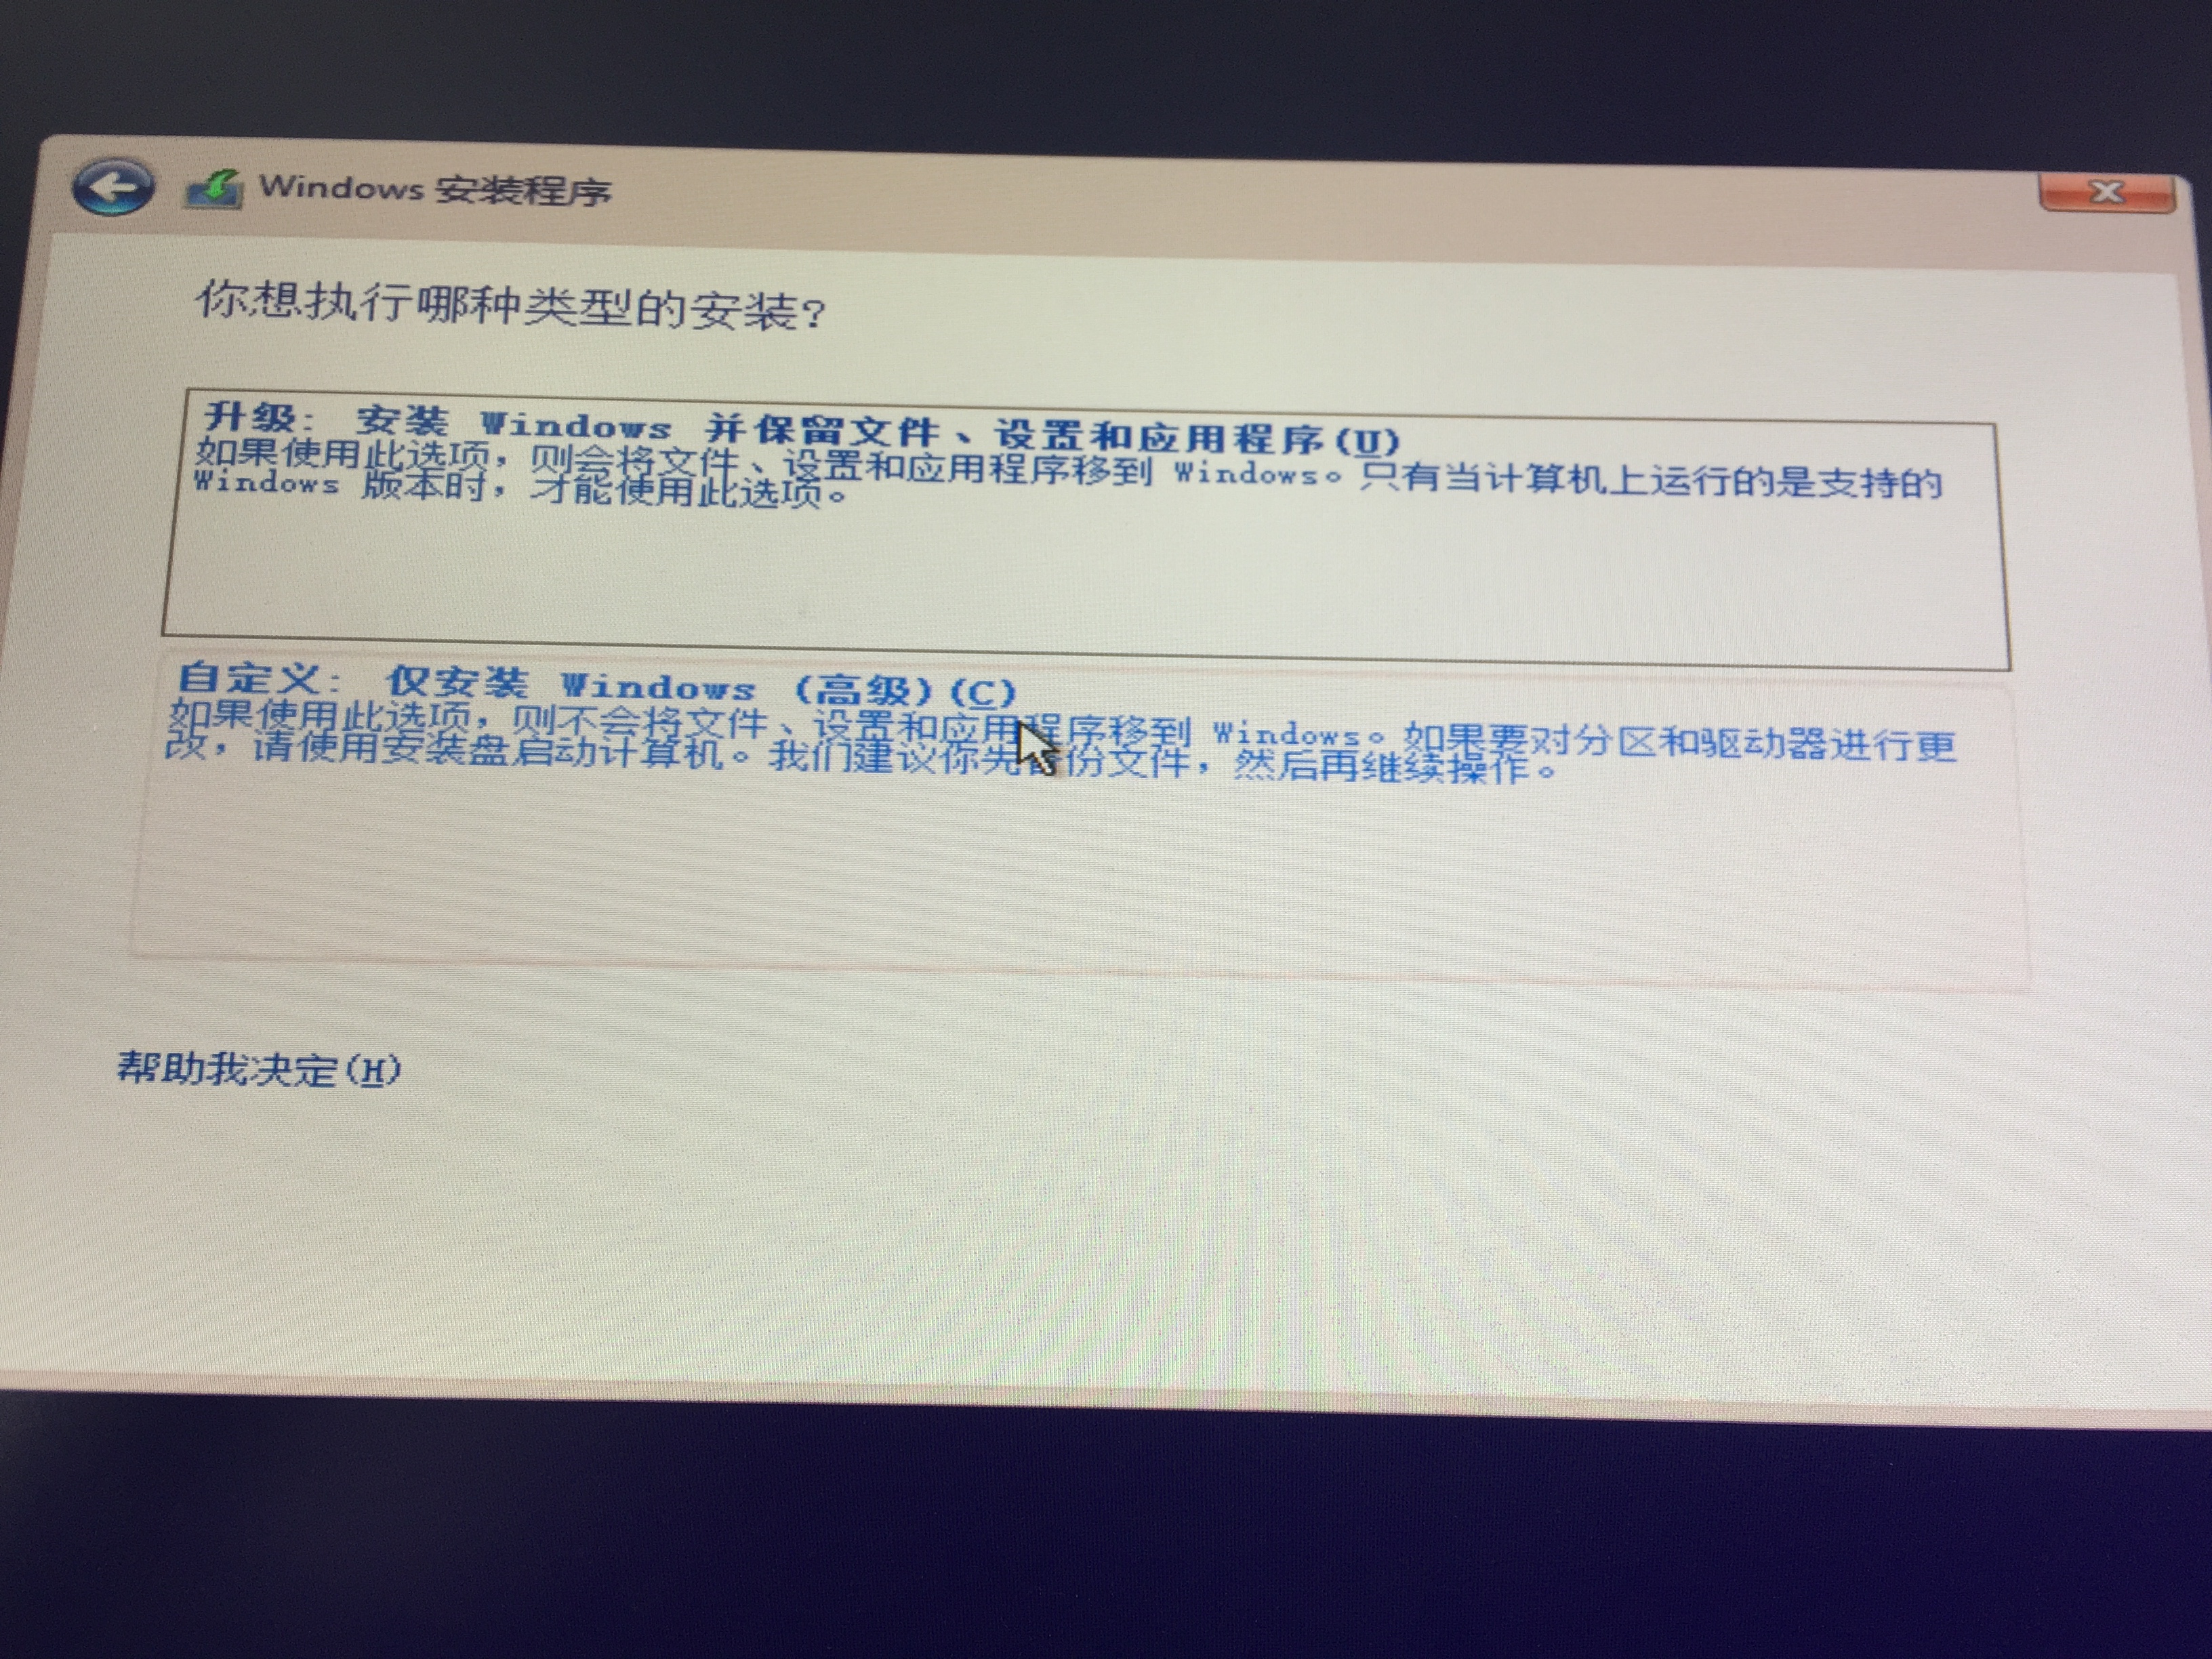 Windows 安装程序
你想执行哪种类型的安装?
升级: 安装 Windows 并保留文件、设置和应用程序(U)
如果使用此选项，则会将文件、设置和应用程序移到 Windows。只有当计算机上运行的是支持的
Windows 版本时，才能使用此选项。
自定义: 仅安装 Windows (高级)(C)
如果使用此选项，则不会将文件、设置和应用程序移到 Windows。如果要对分区和驱动器进行更
改，请使用安装盘启动计算机。我们建议你先备份文件，然后再继续操作。
帮助我决定(H)